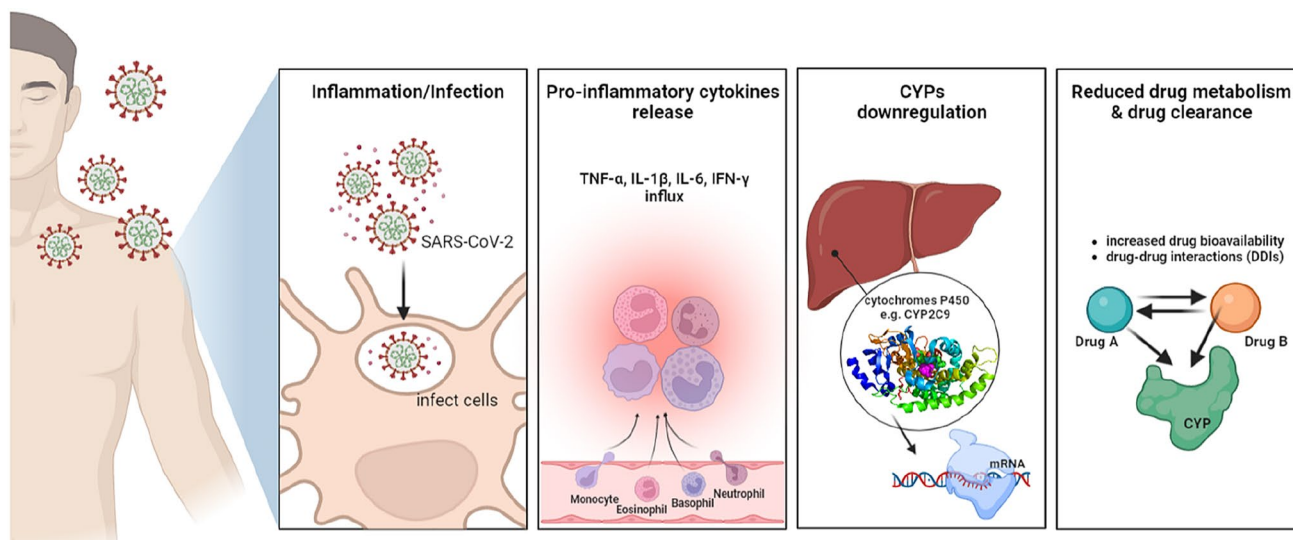 Inflammation/Infection
SARS-CoV-2
infect cells
Pro-inflammatory cytokines
release
TNF-α, IL-1β, IL-6, IFN-γ
influx
Monocyte
Eosinophil
Basophil
Neutrophil
CYPs
downregulation
cytochromes P450
e.g. CYP2C9
mRNA
Reduced drug metabolism
& drug clearance
• increased drug bioavailability
• drug-drug interactions (DDIs)
Drug A
Drug B
CYP